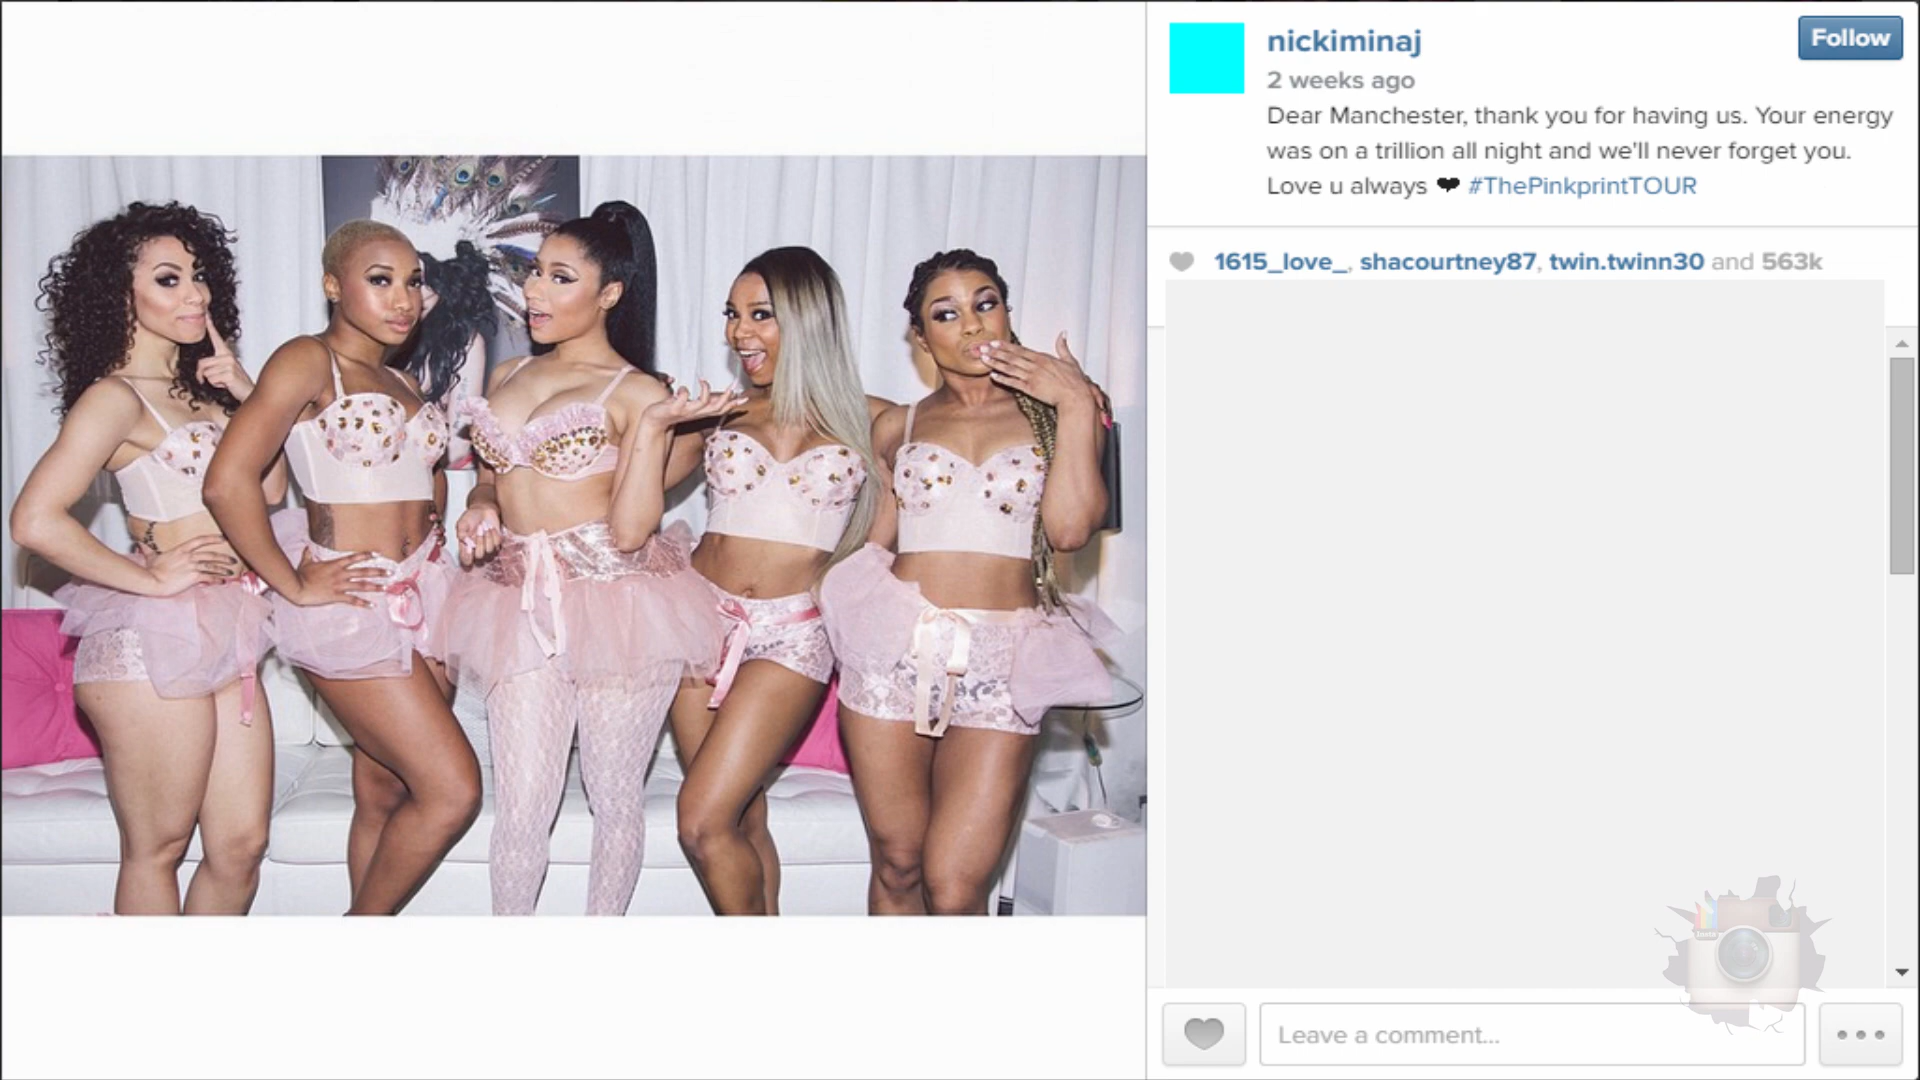 nickiminaj
Follow
2 weeks ago
Dear Manchester, thank you for having us. Your energy
was on a trillion all night and we'll never forget you.
Love u always ❤ #ThePinkprintTOUR
1615_love_, shacourtney87, twin.twinn30 and 563k
Insta
Leave a comment...